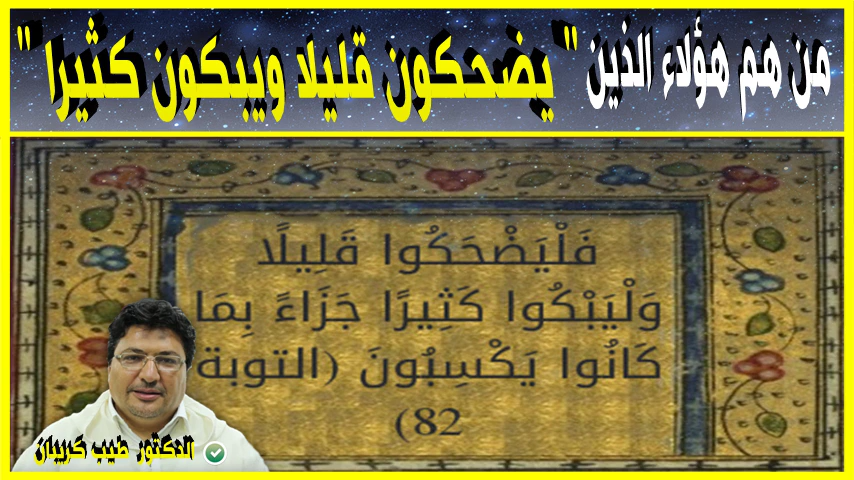 من هم هؤلاء الذين " يضحكون قليلا ويبكون كثيرا "
فَلْيَضْحَكُوا قَلِيلًا
وَلْيَبْكُوا كَثِيرًا جَزَاءً بِمَا
كَانُوا يَكْسِبُونَ (التوبة
82)
الدكتور طيب كريبان